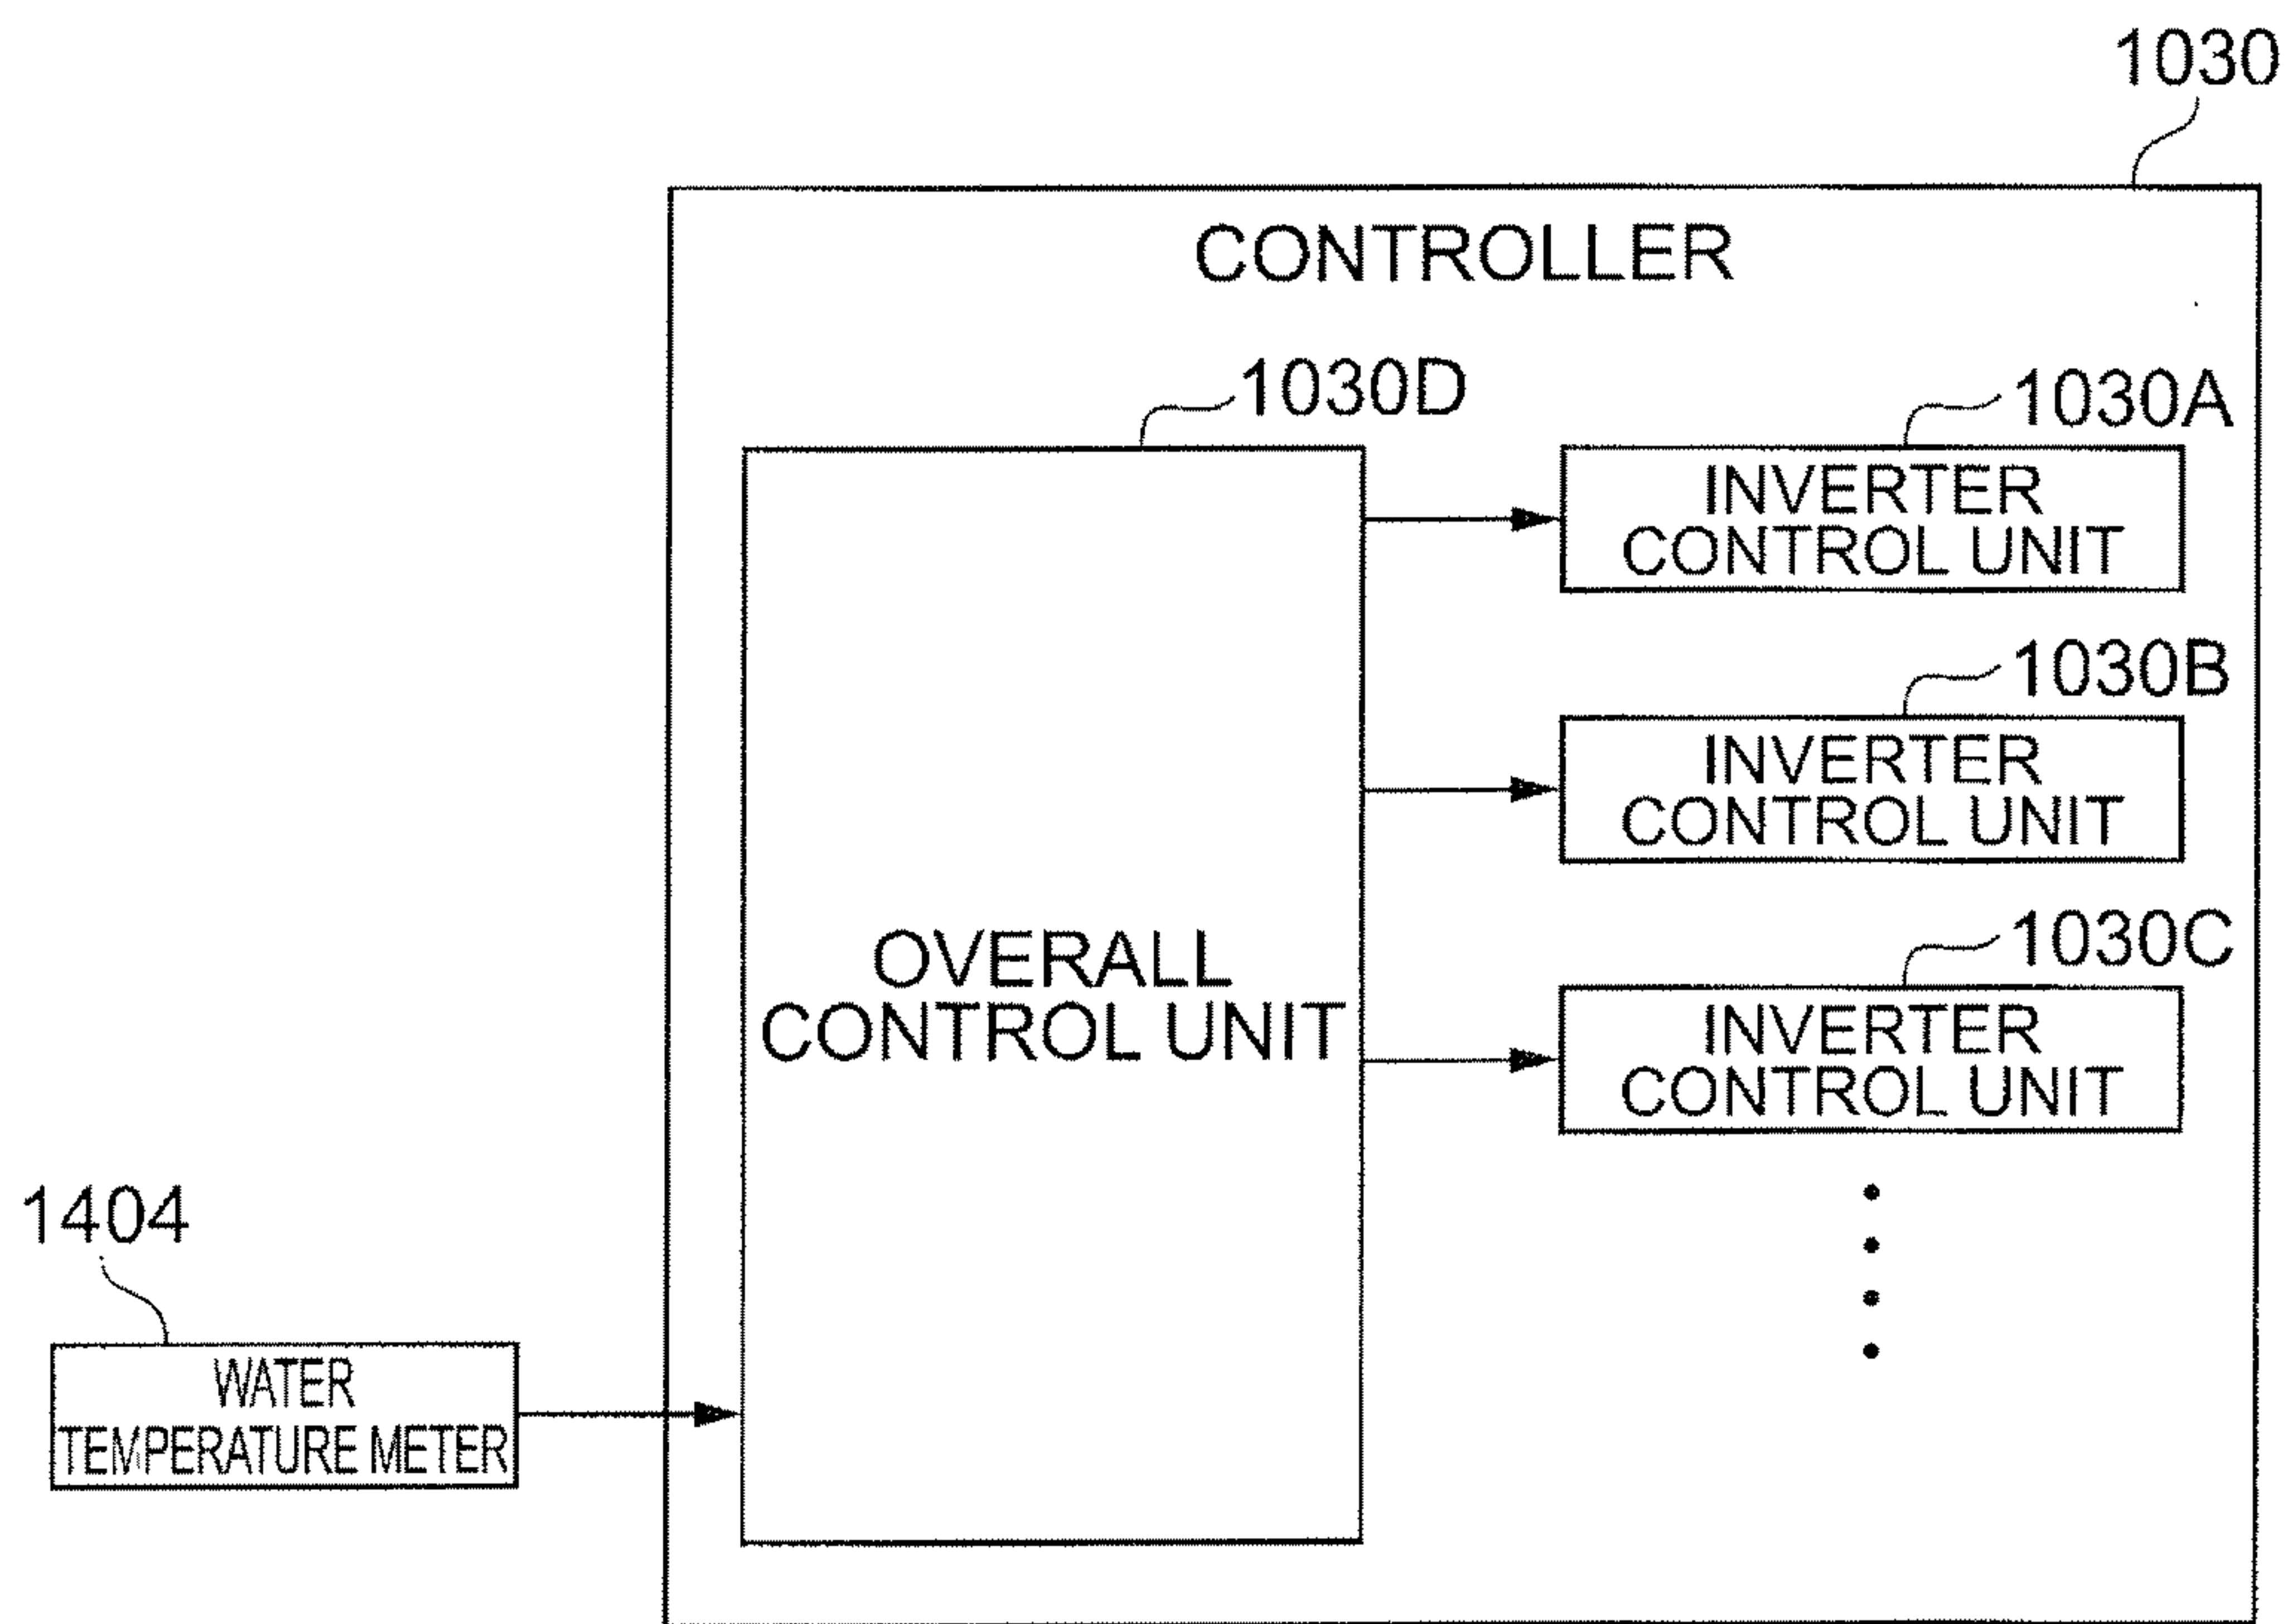 1030
CONTROLLER
1030D
1030A
INVERTER
CONTROL UNIT
1030B
INVERTER
CONTROL UNIT
1030C
OVERALL
CONTROL UNIT
INVERTER
CONTROL UNIT
1404
WATER
TEMPERATURE METER